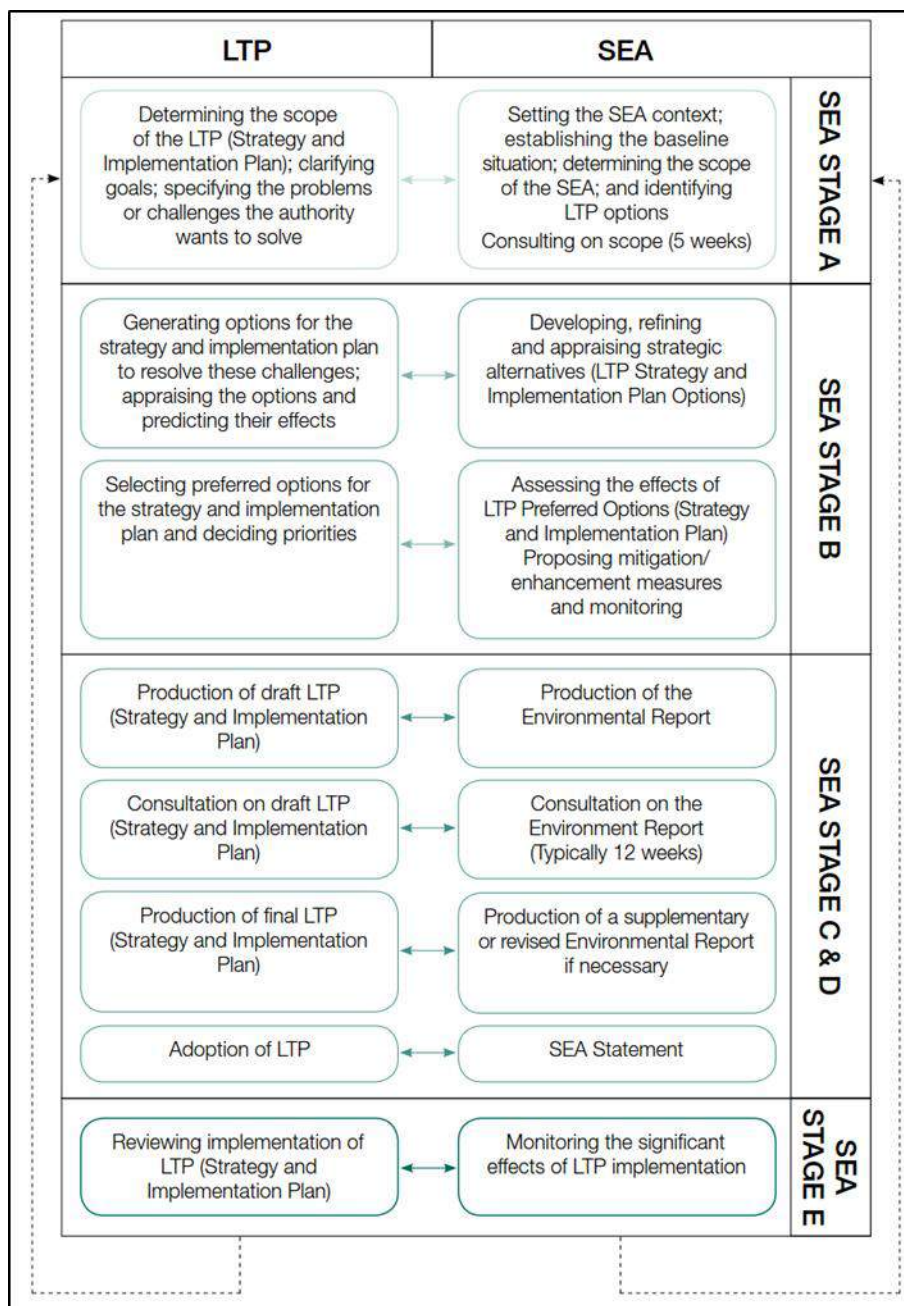 LTP
SEA
Determining the scope
of the LTP (Strategy and
Implementation Plan); clarifying
goals; specifying the problems
or challenges the authority
wants to solve
Setting the SEA context;
establishing the baseline
situation; determining the scope
of the SEA; and identifying
LTP options
Consulting on scope (5 weeks)
SEA STAGE A
Generating options for the
strategy and implementation plan
to resolve these challenges;
appraising the options and
predicting their effects
Developing, refining
and appraising strategic
alternatives (LTP Strategy and
Implementation Plan Options)
Selecting preferred options for
the strategy and implementation
plan and deciding priorities
Assessing the effects of
LTP Preferred Options (Strategy
and Implementation Plan)
Proposing mitigation/
enhancement measures
and monitoring
SEA STAGE B
Production of draft LTP
(Strategy and Implementation
Plan)
Production of the
Environmental Report
Consultation on draft LTP
(Strategy and Implementation
Plan)
Consultation on the
Environment Report
(Typically 12 weeks)
Production of final LTP
(Strategy and Implementation
Plan)
Production of a supplementary
or revised Environmental Report
if necessary
Adoption of LTP
SEA Statement
SEA STAGE C & D
Reviewing implementation of
LTP (Strategy and
Implementation Plan)
Monitoring the significant
effects of LTP implementation
SEA
STAGE E